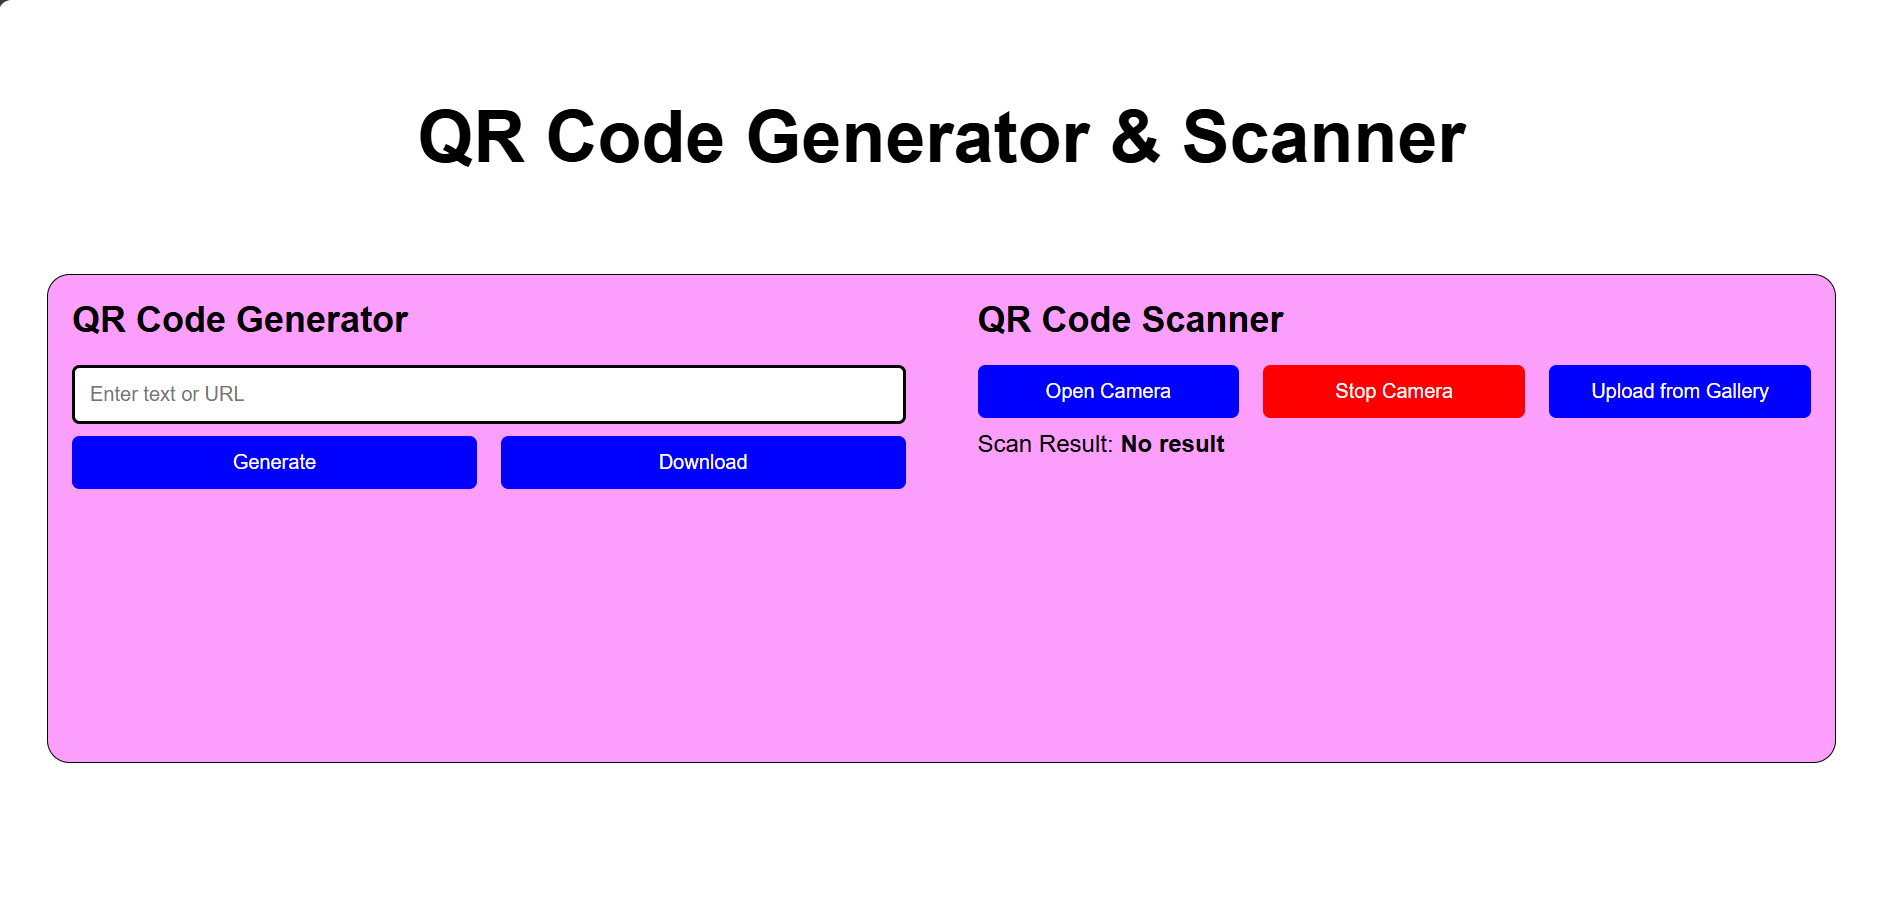 QR Code Generator & Scanner
QR Code Generator
Enter text or URL
Generate
Download
QR Code Scanner
Open Camera
Stop Camera
Upload from Gallery
Scan Result: No result